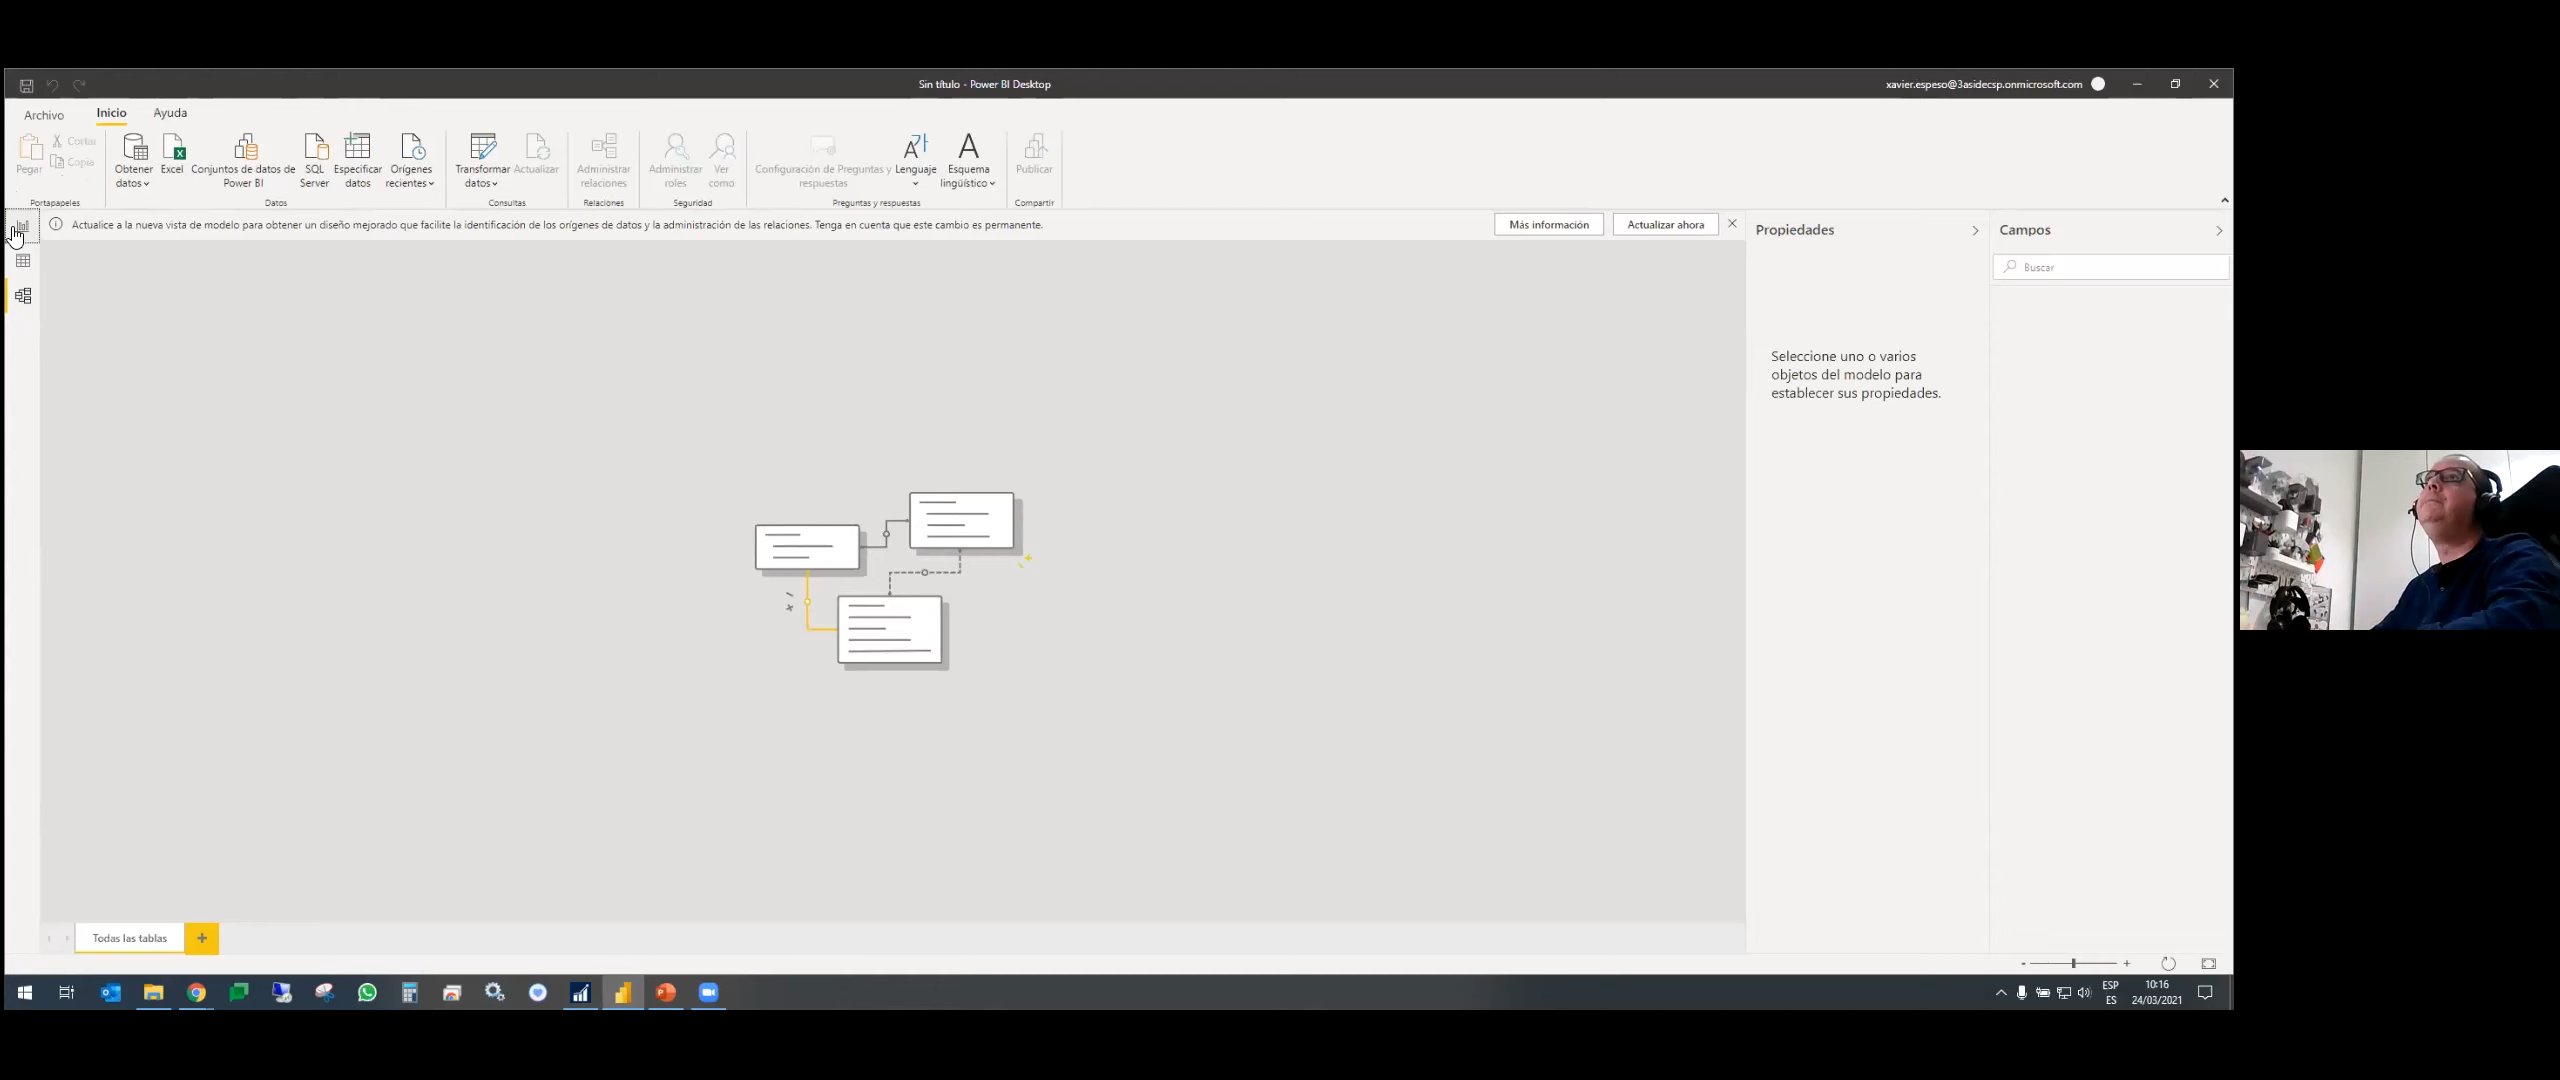 Sin título - Power BI Desktop
xavier.espeso@3asidecsp.onmicrosoft.com
Archivo
Inicio
Ayuda
Pegar
Cortar
Copia
Portapapeles
Obtener
datos
Excel
Conjuntos de datos de
Power BI
SQL
Server
Especificar
datos
Orígenes
recientes
Datos
Transformar
datos
Actualizar
Consultas
Administrar
relaciones
Relaciones
Administrar
roles
Ver
como
Seguridad
Configuración de Preguntas y
respuestas
Lenguaje
Esquema
lingüístico
Preguntas y respuestas
Publicar
Compartir
Actualice a la nueva vista de modelo para obtener un diseño mejorado que facilite la identificación de los orígenes de datos y la administración de las relaciones. Tenga en cuenta que este cambio es permanente.
Más información
Actualizar ahora
Propiedades
Seleccione uno o varios
objetos del modelo para
establecer sus propiedades.
Campos
Buscar
Todas las tablas
ESP
ES
10:16
24/03/2021